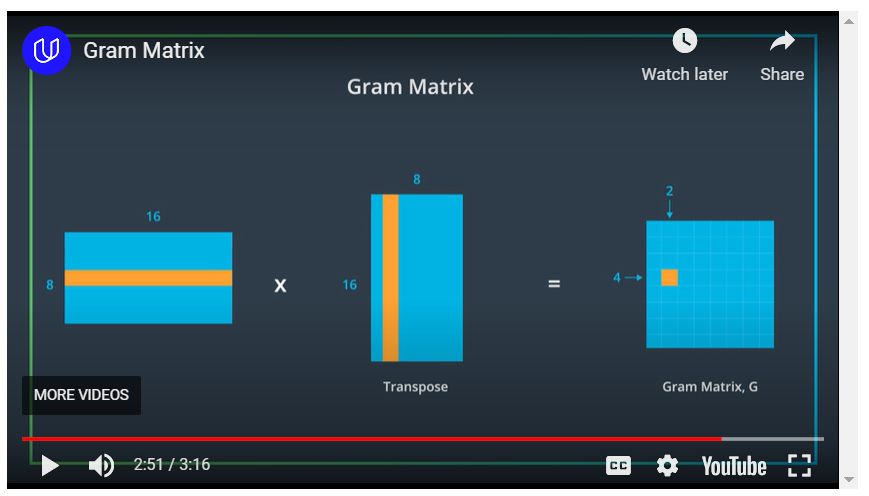 Gram Matrix
Watch later
Share
Gram Matrix
8
2
16
8
x
16
=
4
Transpose
Gram Matrix, G
MORE VIDEOS
2:51 / 3:16
CC
YouTube